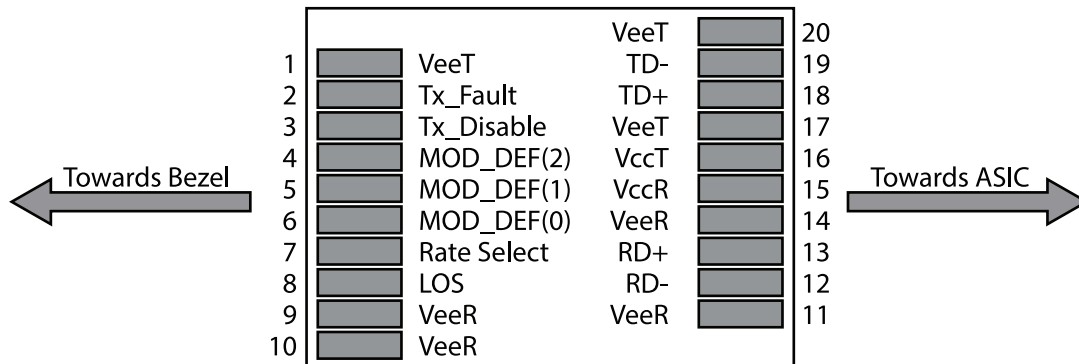 VeeT 20
1 VeeT TD- 19
2 Tx_Fault TD+ 18
3 Tx_Disable VeeT 17
4 MOD_DEF(2) VccT 16
Towards Bezel
5 MOD_DEF(1) VccR 15
Towards ASIC
6 MOD_DEF(0) VeeR 14
7 Rate Select RD+ 13
8 LOS RD- 12
9 VeeR VeeR 11
10 VeeR